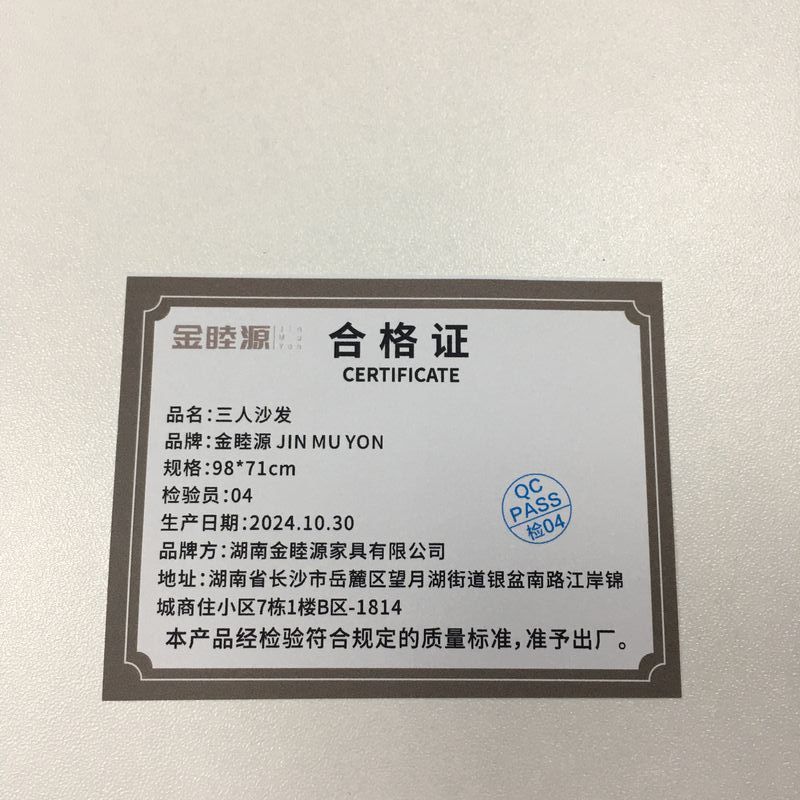 金睦源 Jin Mu Yon
合格证
CERTIFICATE
品名:三人沙发
品牌:金睦源 JIN MU YON
规格:98*71cm
检验员:04
生产日期:2024.10.30
品牌方:湖南金睦源家具有限公司
地址:湖南省长沙市岳麓区望月湖街道银盆南路江岸锦
城商住小区7栋1楼B区-1814
本产品经检验符合规定的质量标准,准予出厂。
QC
PASS
检04